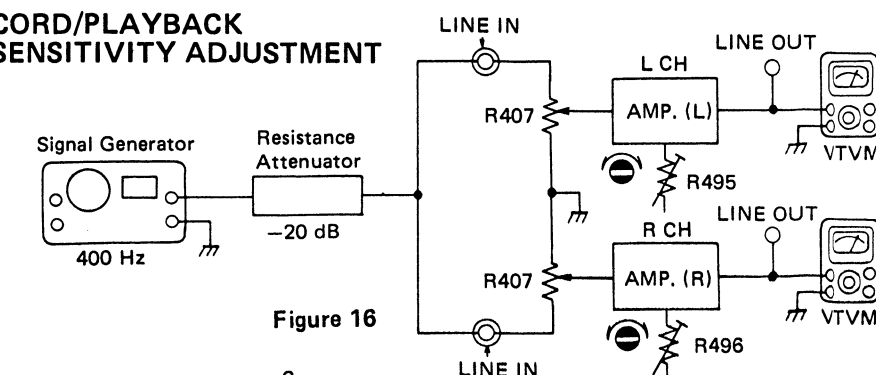 CORD/PLAYBACK
SENSITIVITY ADJUSTMENT
LINE IN
LINE OUT
L CH
R407
AMP. (L)
VTVM
Signal Generator
Resistance
Attenuator
R495
LINE OUT
−20 dB
400 Hz
R CH
R407
AMP. (R)
Figure 16
VTVM
R496
LINE IN